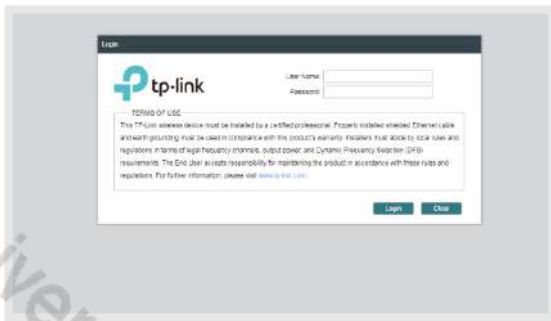 Login
tp-link
User Name:
Password:
TERMS OF USE
This TP-Link wireless device must be installed by a certified professional. Properly installed shielded Ethernet cable
and earth grounding must be used in compliance with this product's warranty. Installers must abide by local rules and
regulations in terms of legal frequency channels, output power, and Dynamic Frequency Selection (DFS)
requirements. The End User accepts responsibility for maintaining the product in accordance with these rules and
regulations. For further information, please visit www.tp-link.com.
Login Clear